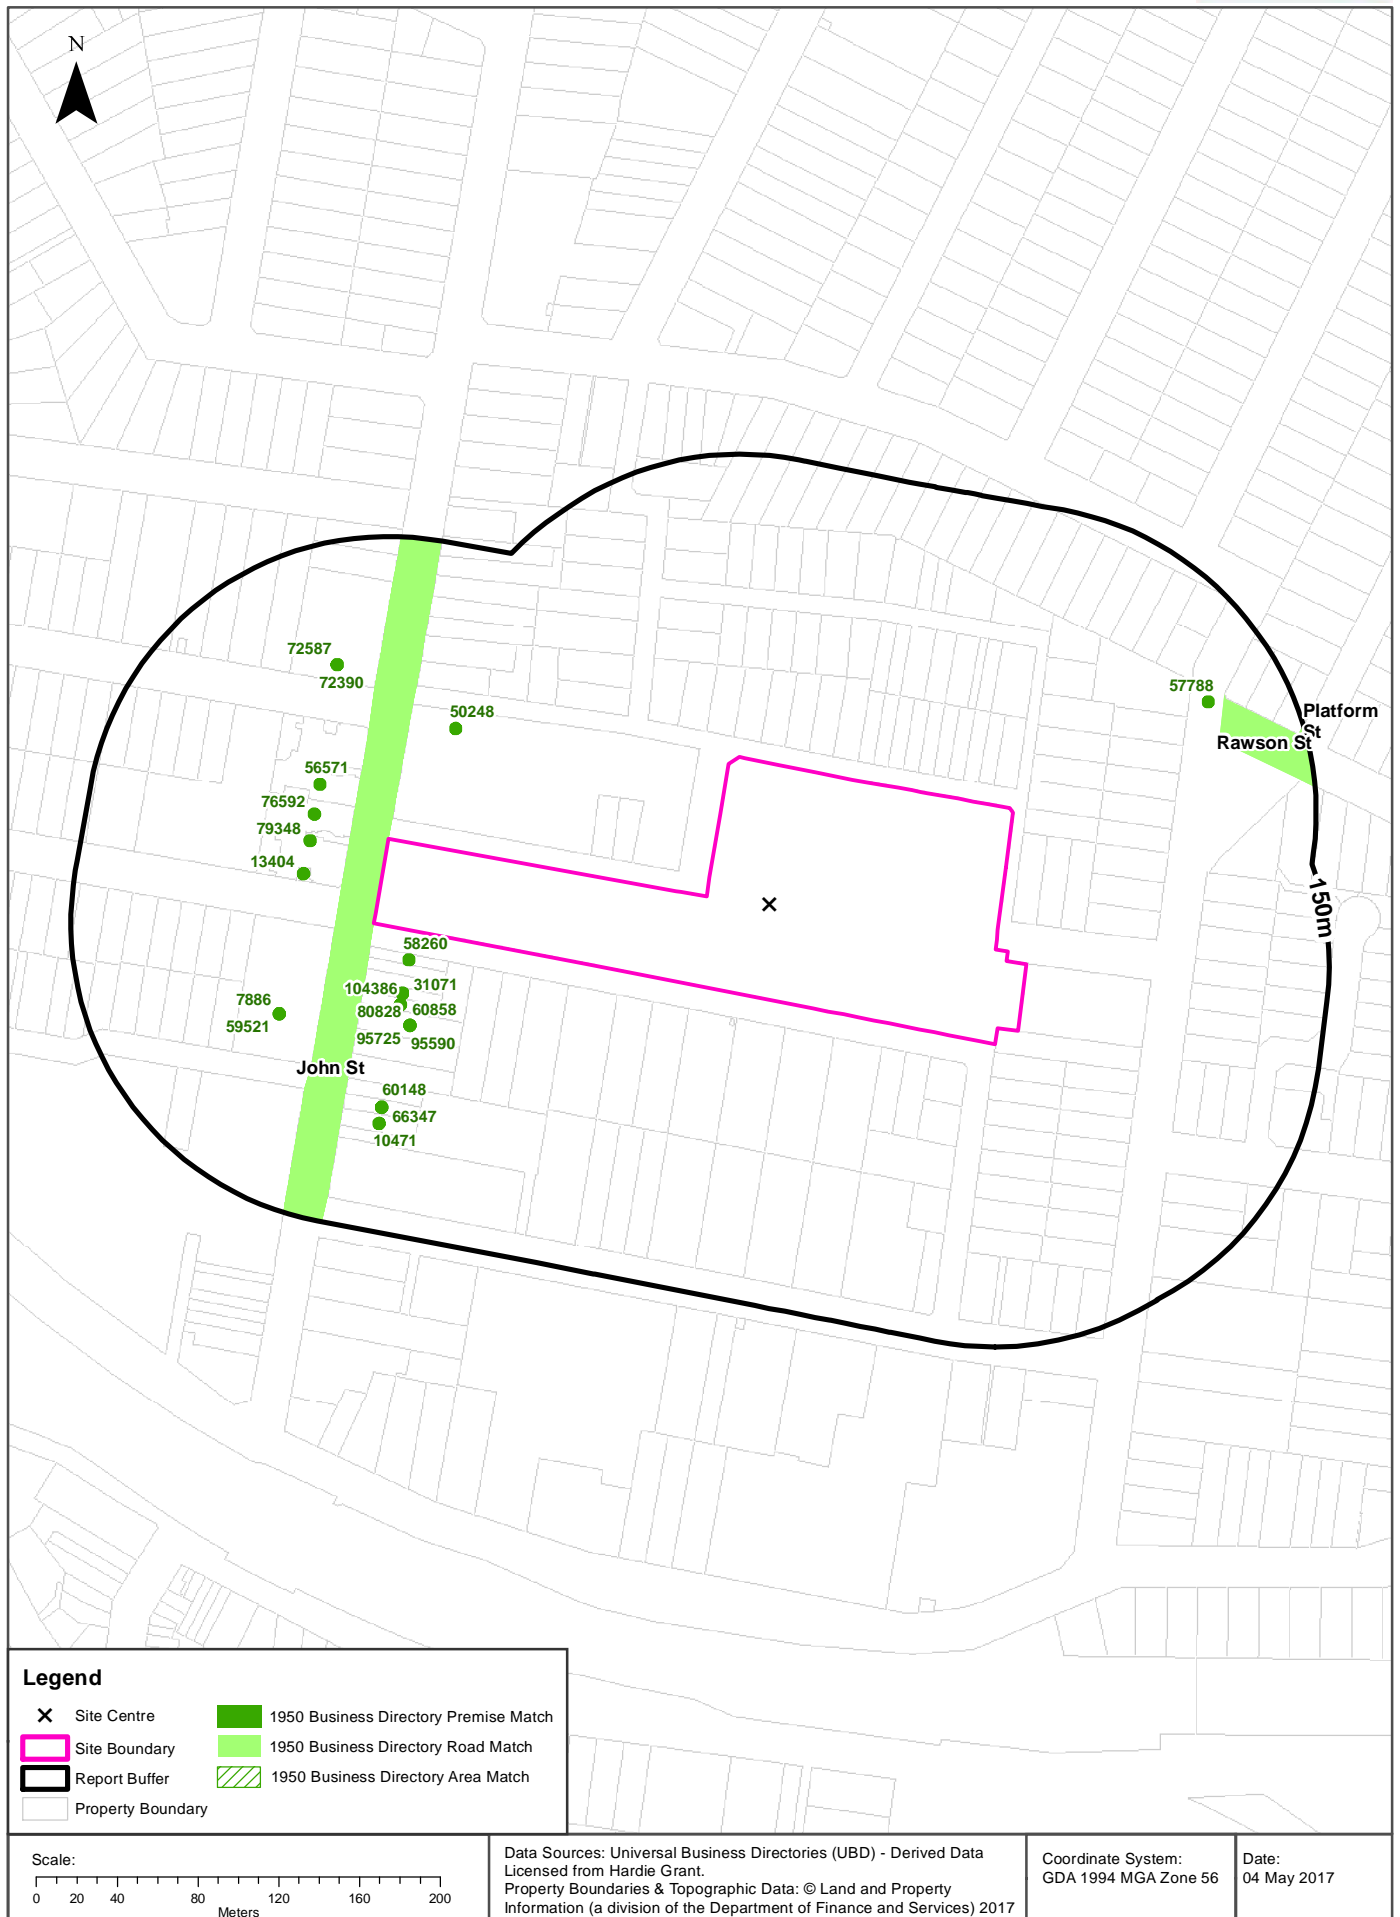 N
72587
72390
50248
57788
Platform
St
Rawson St
56571
76592
79348
13404
150m
58260
104386
31071
7886
80828
60858
59521
95725
95590
John St
60148
66347
10471
Legend
Site Centre
1950 Business Directory Premise Match
Site Boundary
1950 Business Directory Road Match
Report Buffer
1950 Business Directory Area Match
Property Boundary
Scale:
0 20 40 80 120 160 200
Meters
Data Sources: Universal Business Directories (UBD) - Derived Data
Licensed from Hardie Grant.
Property Boundaries & Topographic Data: © Land and Property
Information (a division of the Department of Finance and Services) 2017
Coordinate System:
GDA 1994 MGA Zone 56
Date:
04 May 2017